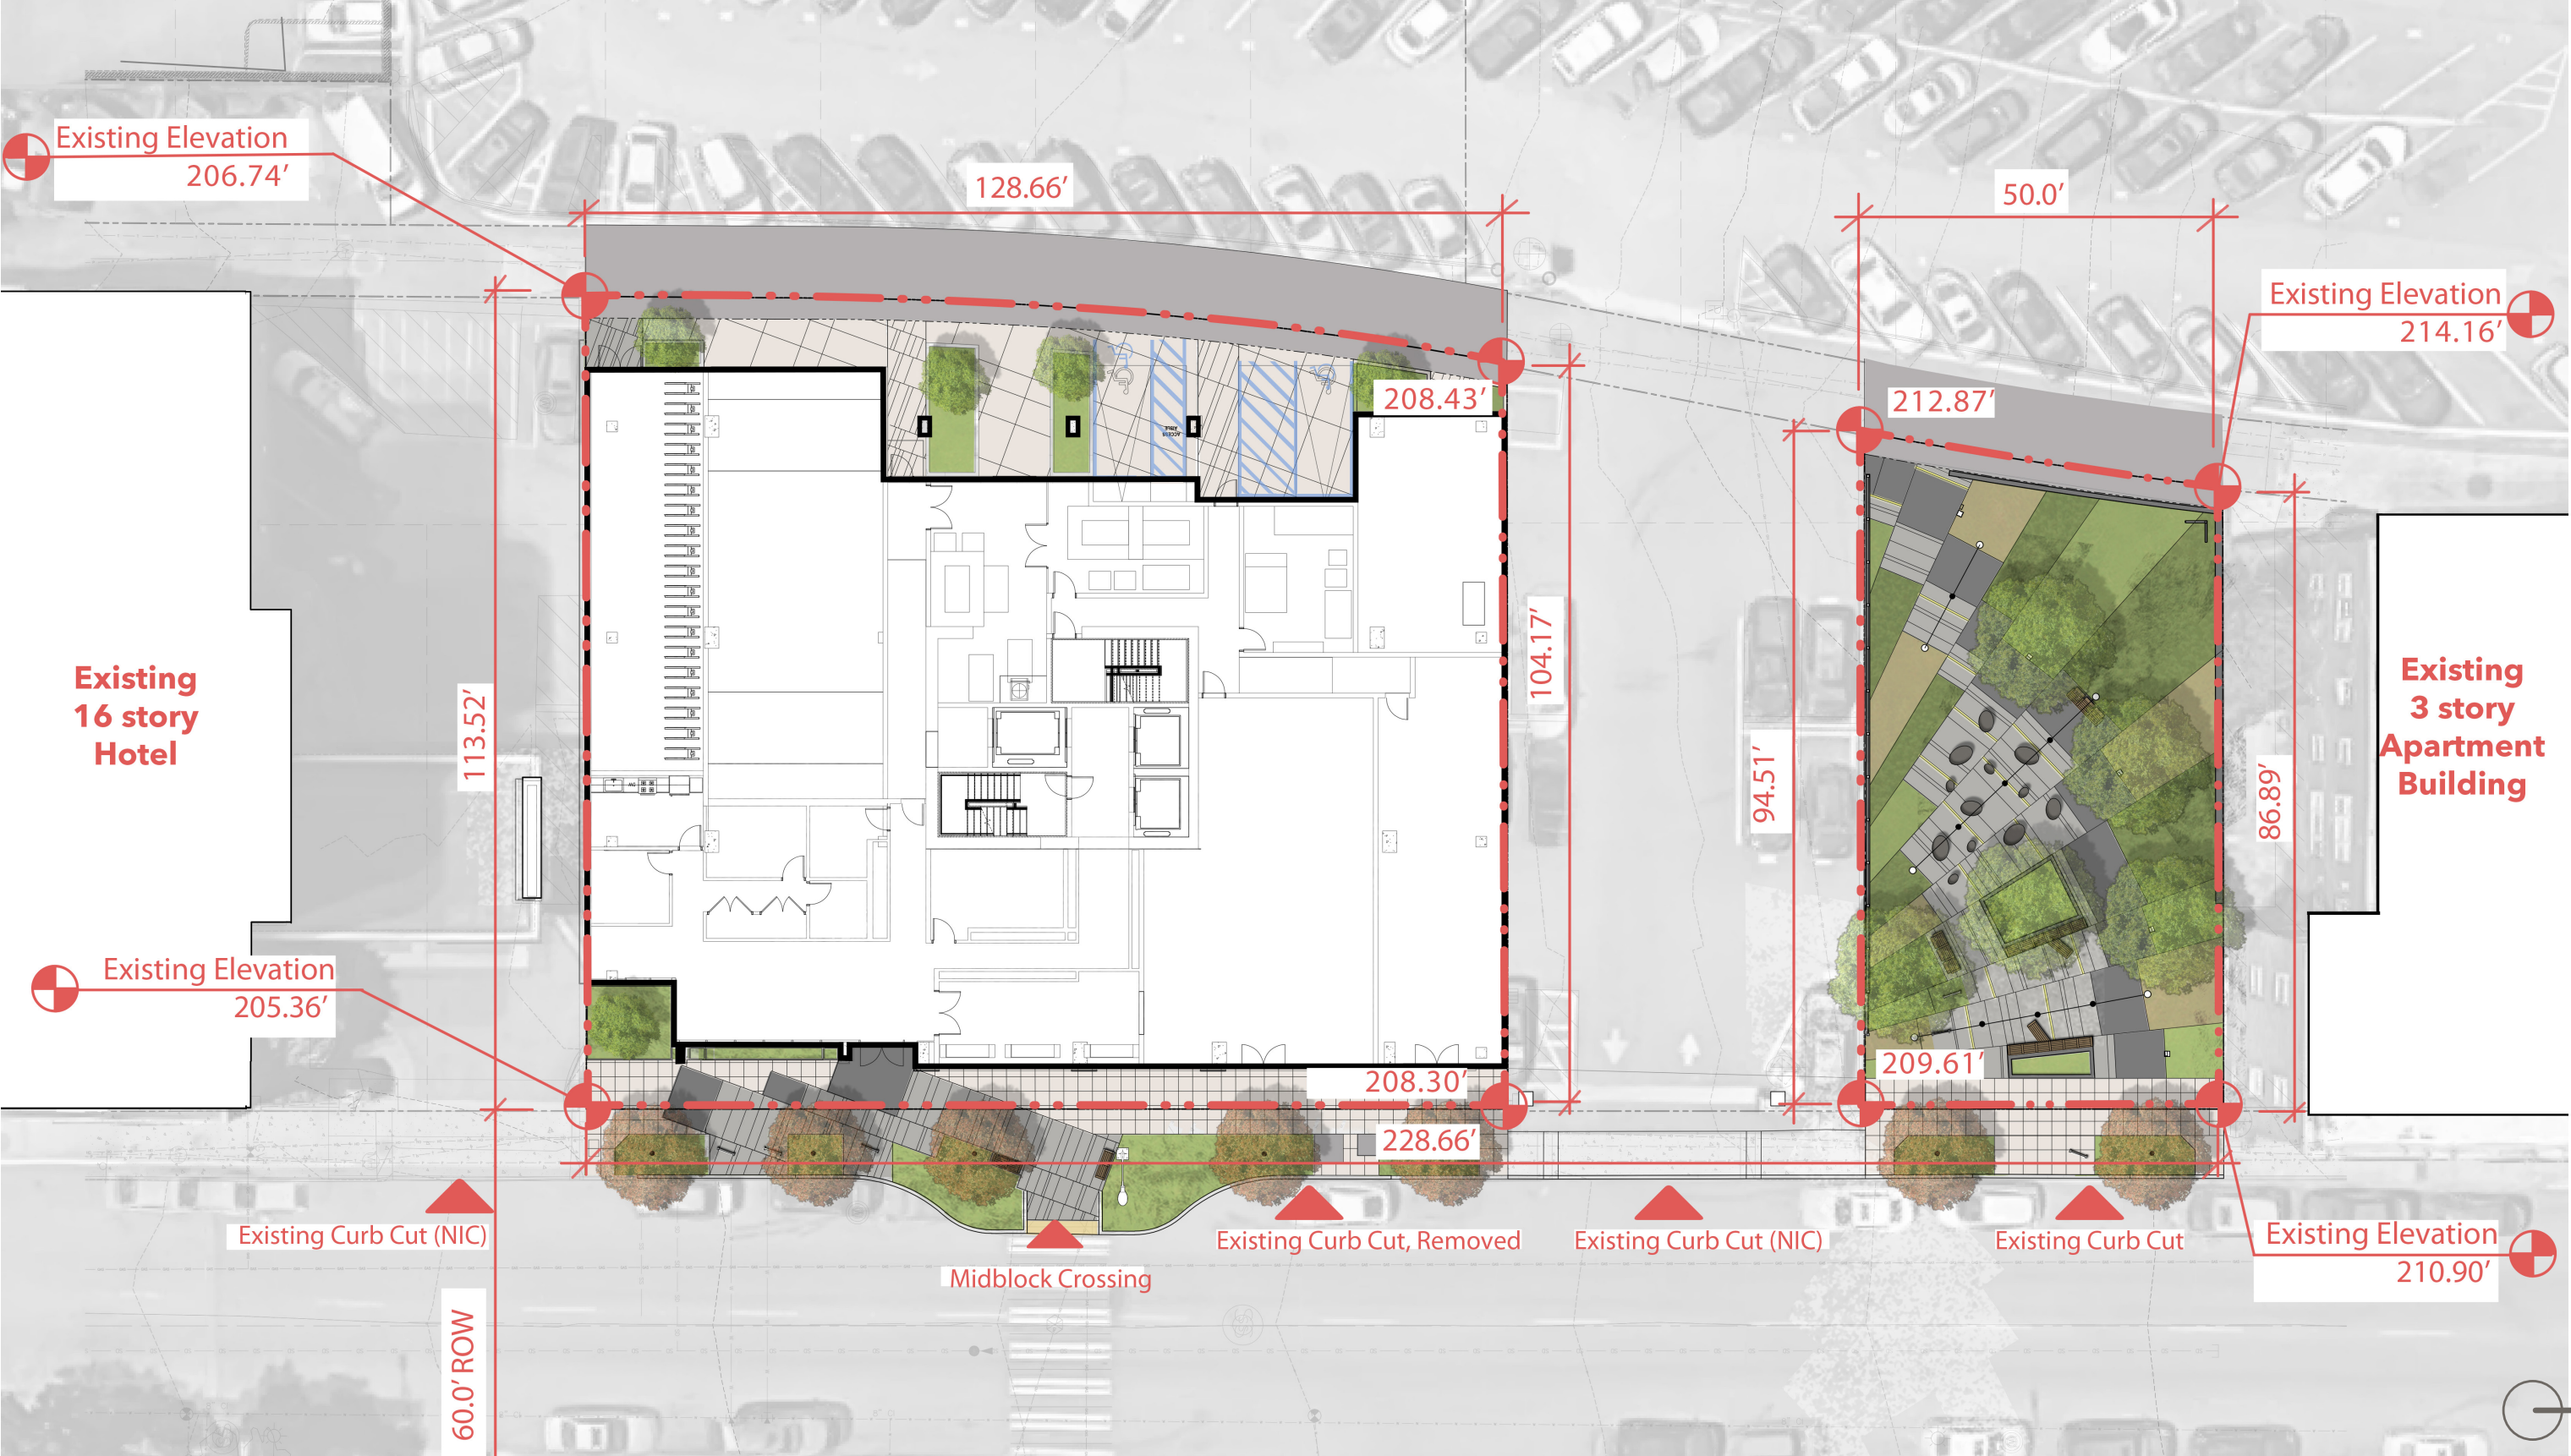 Existing Elevation
206.74’
128.66’
50.0’
Existing Elevation
214.16’
208.43’
212.87’
Existing
16 story
Hotel
113.52’
104.17’
94.51’
86.89’
Existing
3 story
Apartment
Building
Existing Elevation
205.36’
208.30’
209.61’
228.66’
Existing Curb Cut (NIC)
Existing Curb Cut, Removed
Existing Curb Cut (NIC)
Existing Curb Cut
Existing Elevation
210.90’
Midblock Crossing
60.0’ ROW